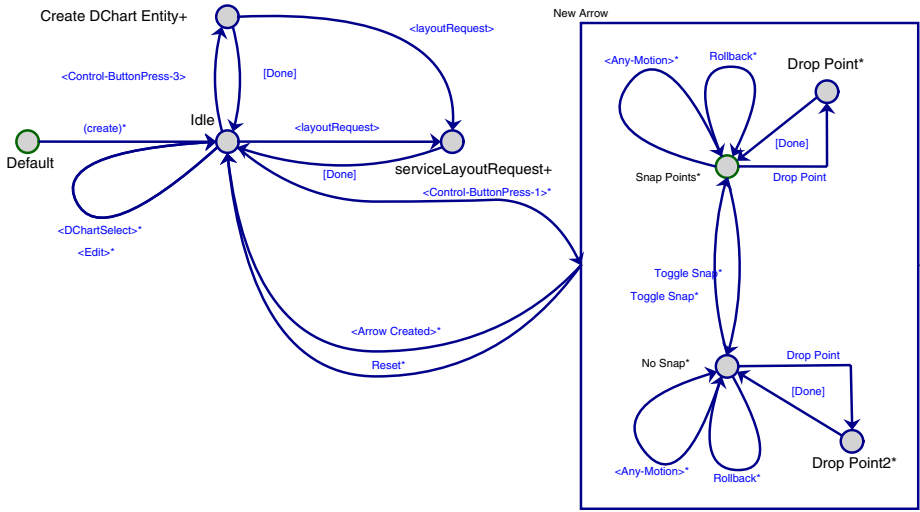 New Arrow
Create DChart Entity+
<layoutRequest>
<Control-ButtonPress-3>
[Done]
<Any-Motion>*
Rollback*
Drop Point*
Idle
(create)*
<layoutRequest>
[Done]
Default
serviceLayoutRequest+
[Done]
Snap Points*
Drop Point
<Control-ButtonPress-1>*
<DChartSelect>*
<Edit>*
Toggle Snap*
Toggle Snap*
<Arrow Created>*
Reset*
No Snap*
Drop Point
[Done]
<Any-Motion>*
Rollback*
Drop Point2*